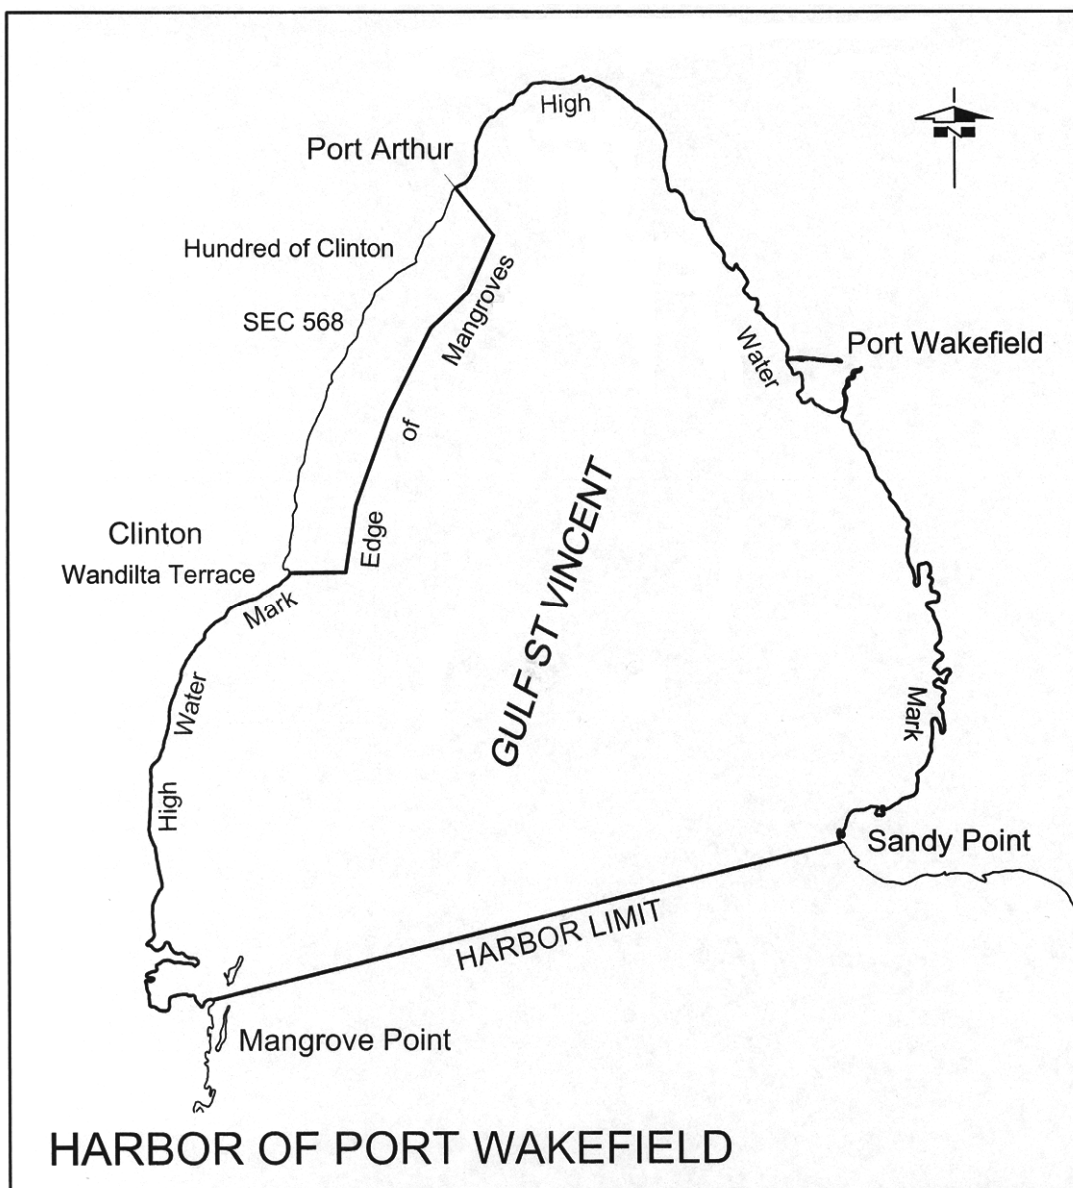 High
Port Arthur
N
Hundred of Clinton
Mangroves
SEC 568
Water
Port Wakefield
of
Clinton
Edge
Wandilta Terrace
Mark
GULF ST VINCENT
Water
Mark
High
Sandy Point
HARBOR LIMIT
Mangrove Point
HARBOR OF PORT WAKEFIELD